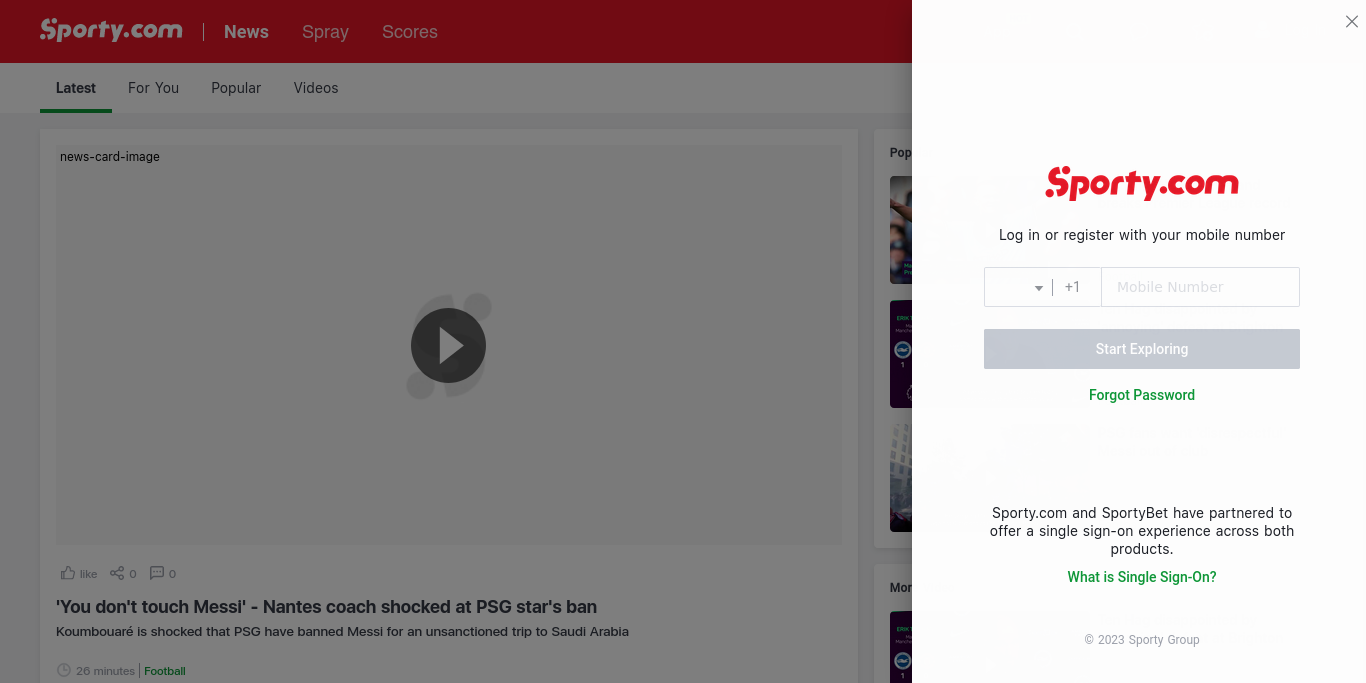 Sporty.com
News
Spray
Scores
Latest
For You
Popular
Videos
news-card-image
like
0
0
'You don't touch Messi' - Nantes coach shocked at PSG star's ban
Koumbouaré is shocked that PSG have banned Messi for an unsanctioned trip to Saudi Arabia
26 minutes
Football
Pop
1
Mor
Sporty.com
Log in or register with your mobile number
+1
Mobile Number
Start Exploring
Forgot Password
Sporty.com and SportyBet have partnered to
offer a single sign-on experience across both
products.
What is Single Sign-On?
© 2023 Sporty Group